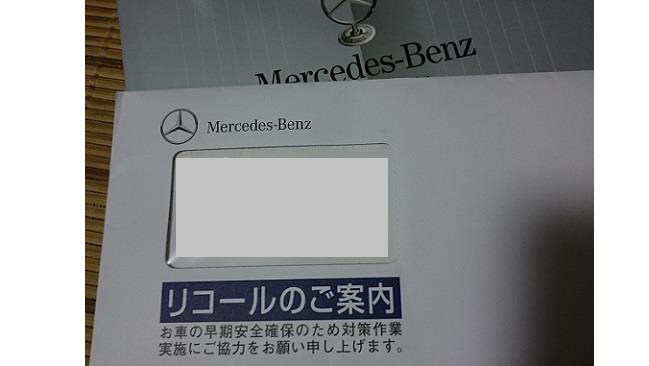 Mercedes-Benz
Mercedes-Benz
リコールのご案内
お車の早期安全確保のため対策作業
実施にご協力をお願い申し上げます。